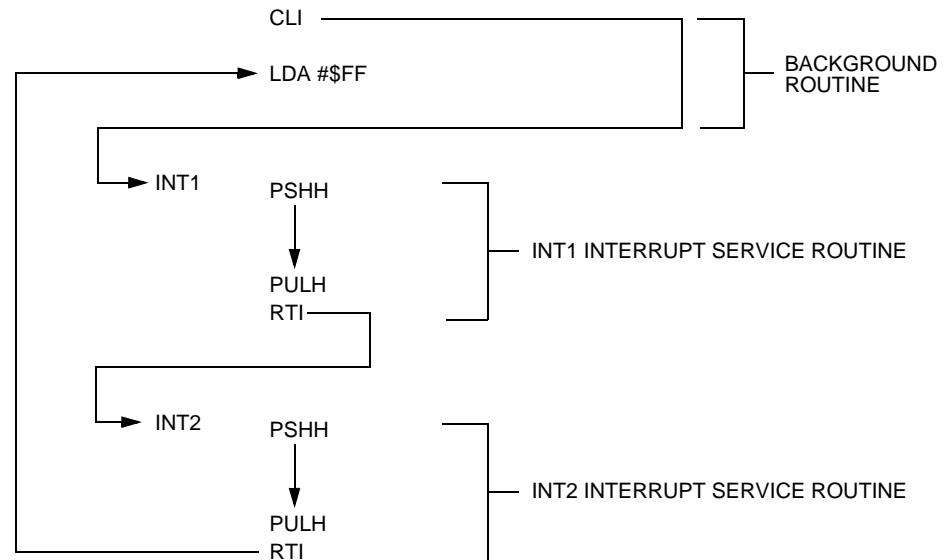 CLI
LDA #$FF
BACKGROUND
ROUTINE
INT1
PSHH
INT1 INTERRUPT SERVICE ROUTINE
PULH
RTI
INT2
PSHH
INT2 INTERRUPT SERVICE ROUTINE
PULH
RTI